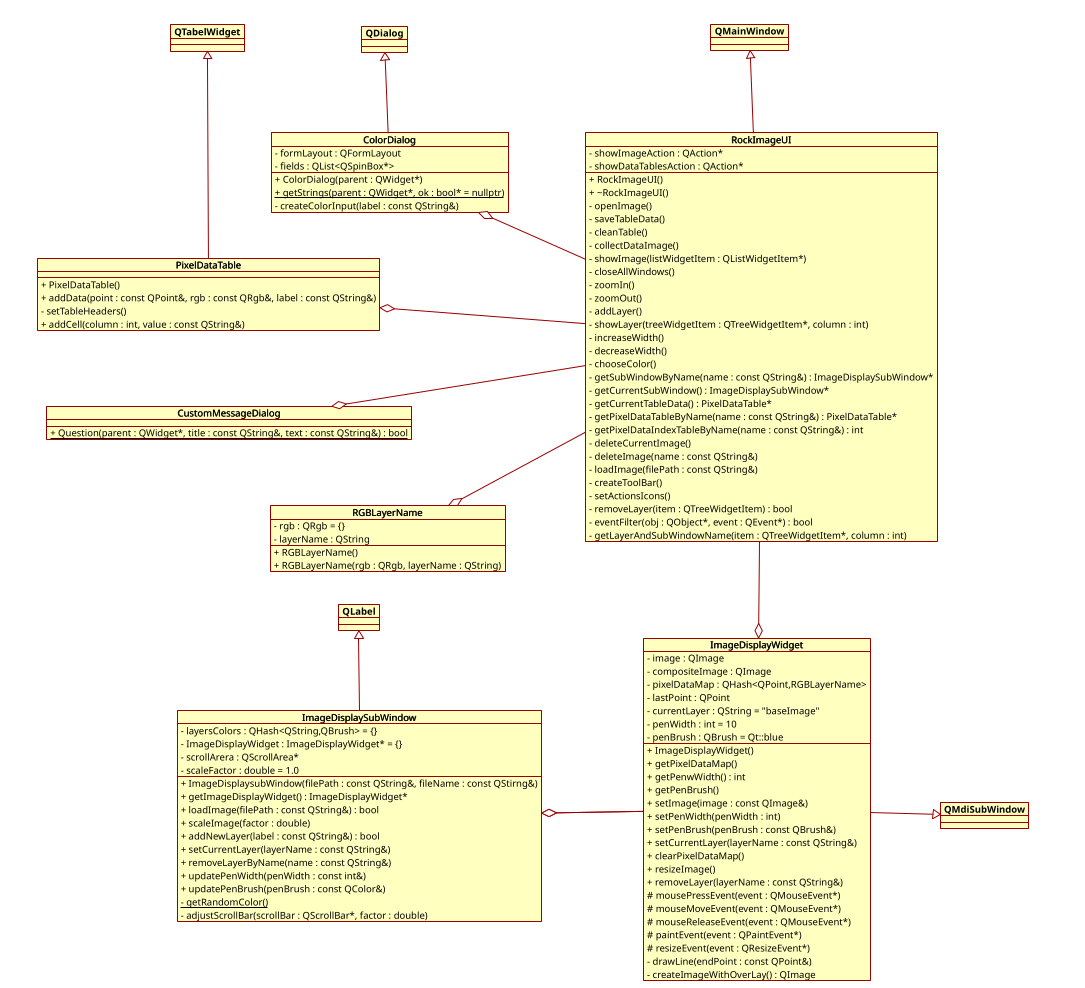 QTabelWidget
QDialog
QMainWindow
ColorDialog
- formLayout : QFormLayout
- fields : QList<QSpinBox*>
+ ColorDialog(parent : QWidget*)
+ getStrings(parent : QWidget*, ok : bool* = nullptr)
- createColorInput(label : const QString&)
RockImageUI
- showImageAction : QAction*
- showDataTablesAction : QAction*
+ RockImageUI()
+ ~RockImageUI()
- openImage()
- saveTableData()
- cleanTable()
- collectDataImage()
- showImage(listWidgetItem : QListWidgetItem*)
- closeAllWindows()
- zoomIn()
- zoomOut()
- addLayer()
- showLayer(treeWidgetItem : QTreeWidgetItem*, column : int)
- increaseWidth()
- decreaseWidth()
- chooseColor()
- getSubWindowByName(name : const QString&) : ImageDisplaySubWindow*
- getCurrentSubWindow() : ImageDisplaySubWindow*
- getCurrentTableData() : PixelDataTable*
- getPixelDataTableByName(name : const QString&) : PixelDataTable*
- getPixelDataIndexTableByName(name : const QString&) : int
- deleteCurrentImage()
- deleteImage(name : const QString&)
- loadImage(filePath : const QString&)
- createToolBar()
- setActionsIcons()
- removeLayer(item : QTreeWidgetItem) : bool
- eventFilter(obj : QObject*, event : QEvent*) : bool
- getLayerAndSubWindowName(item : QTreeWidgetItem*, column : int)
PixelDataTable
+ PixelDataTable()
+ addData(point : const QPoint&, rgb : const QRgb&, label : const QString&)
- setTableHeaders()
+ addCell(column : int, value : const QString&)
CustomMessageDialog
+ Question(parent : QWidget*, title : const QString&, text : const QString&) : bool
RGBLayerName
- rgb : QRgb = {}
- layerName : QString
+ RGBLayerName()
+ RGBLayerName(rgb : QRgb, layerName : QString)
QLabel
ImageDisplaySubWindow
- layersColors : QHash<QString,QBrush> = {}
- ImageDisplayWidget : ImageDisplayWidget* = {}
- scrollArera : QScrollArea*
- scaleFactor : double = 1.0
+ ImageDisplaysubWindow(filePath : const QString&, fileName : const QStirng&)
+ getImageDisplayWidget() : ImageDisplayWidget*
+ loadImage(filePath : const QString&) : bool
+ scaleImage(factor : double)
+ addNewLayer(label : const QString&) : bool
+ setCurrentLayer(layerName : const QString&)
+ removeLayerByName(name : const QString&)
+ updatePenWidth(penWidth : const int&)
+ updatePenBrush(penBrush : const QColor&)
- getRandomColor()
- adjustScrollBar(scrollBar : QScrollBar*, factor : double)
ImageDisplayWidget
- image : QImage
- compositeImage : QImage
- pixelDataMap : QHash<QPoint,RGBLayerName>
- lastPoint : QPoint
- currentLayer : QString = "baseImage"
- penWidth : int = 10
- penBrush : QBrush = Qt::blue
+ ImageDisplayWidget()
+ getPixelDataMap()
+ getPenwWidth() : int
+ getPenBrush()
+ setImage(image : const QImage&)
+ setPenWidth(penWidth : int)
+ setPenBrush(penBrush : const QBrush&)
+ setCurrentLayer(layerName : const QString&)
+ clearPixelDataMap()
+ resizeImage()
+ removeLayer(layerName : const QString&)
# mousePressEvent(event : QMouseEvent*)
# mouseMoveEvent(event : QMouseEvent*)
# mouseReleaseEvent(event : QMouseEvent*)
# paintEvent(event : QPaintEvent*)
# resizeEvent(event : QResizeEvent*)
- drawLine(endPoint : const QPoint&)
- createImageWithOverLay() : QImage
QMdiSubWindow